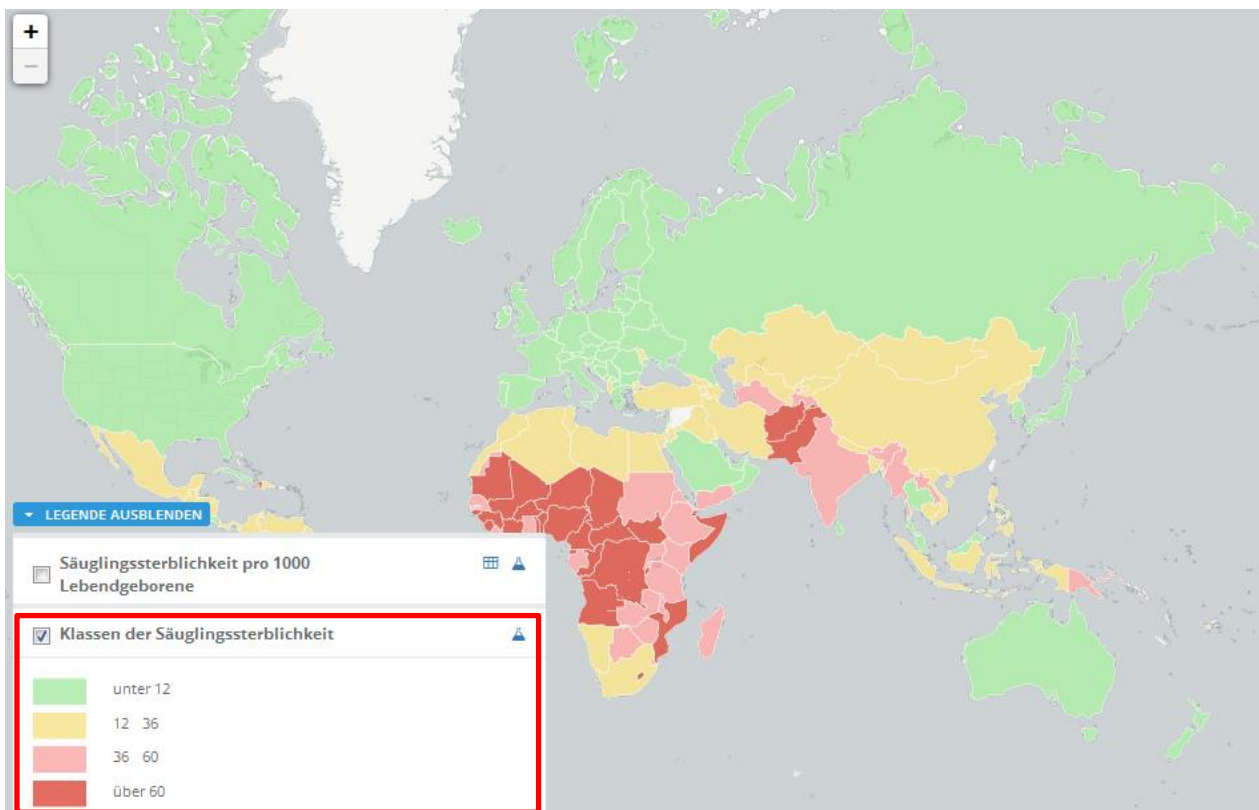 +
−
LEGENDE AUSBLENDEN
Säuglingssterblichkeit pro 1000
Lebendgeborene
Klassen der Säuglingssterblichkeit
unter 12
12 36
36 60
über 60